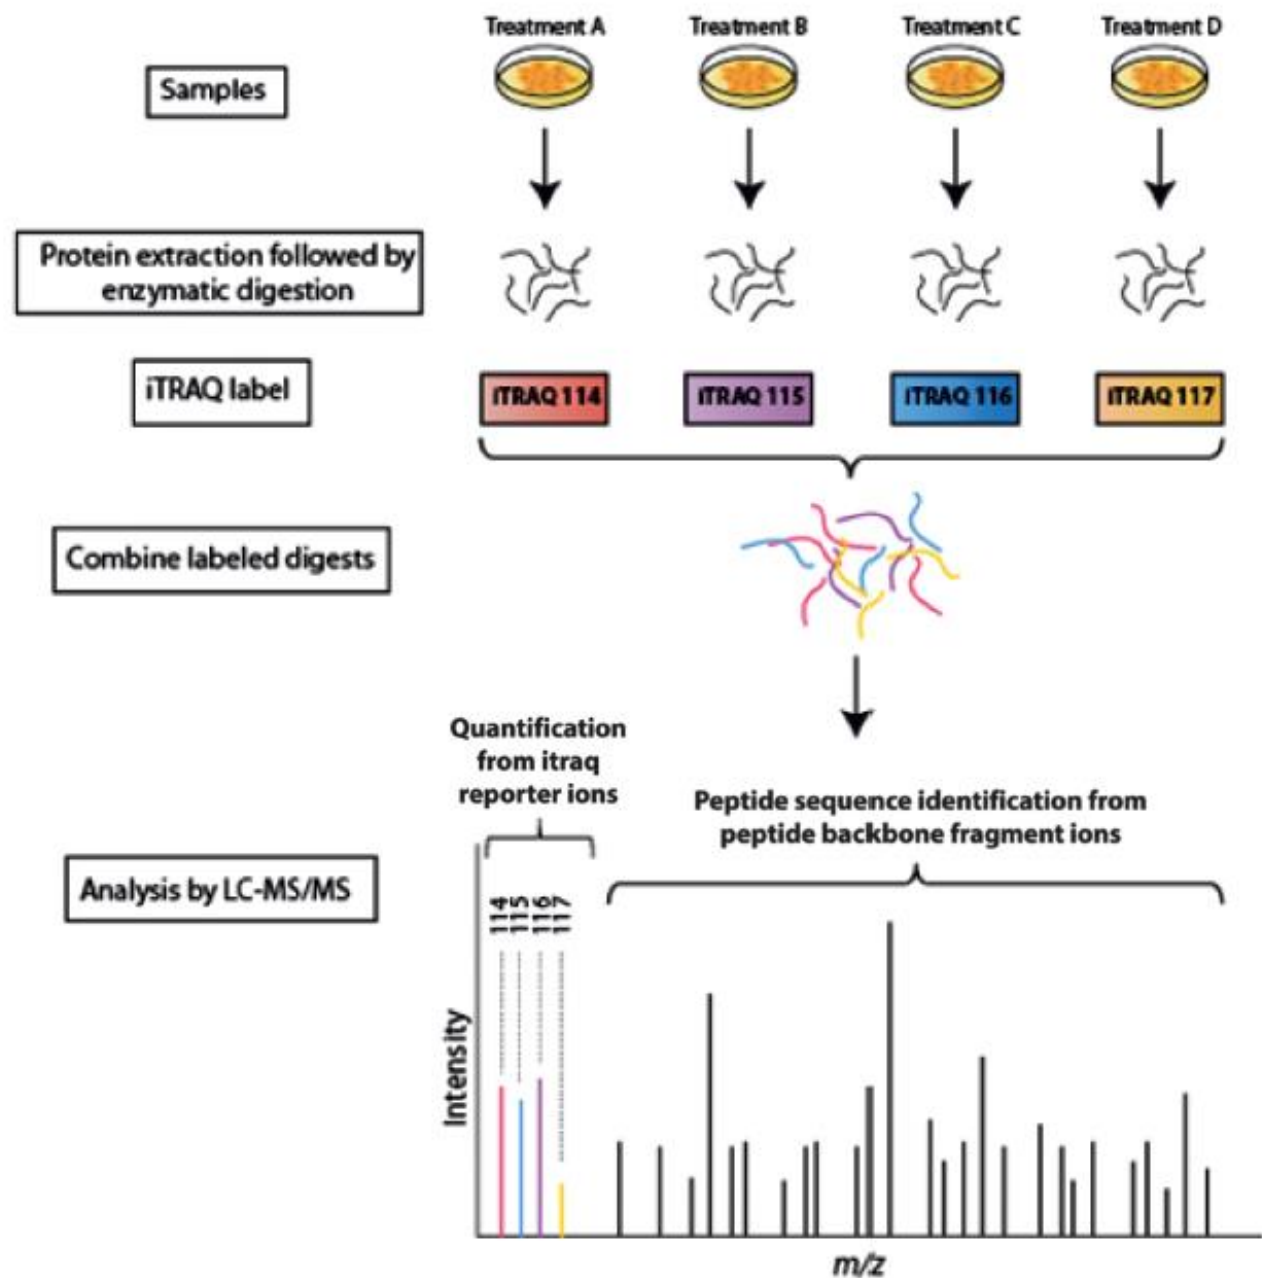 Treatment A
Treatment B
Treatment C
Treatment D
Samples
Protein extraction followed by
enzymatic digestion
iTRAQ label
iTRAQ 114
iTRAQ 115
iTRAQ 116
iTRAQ 117
Combine labeled digests
Quantification
from itraq
reporter ions
Peptide sequence identification from
peptide backbone fragment ions
Analysis by LC-MS/MS
114
115
116
117
Intensity
m/z